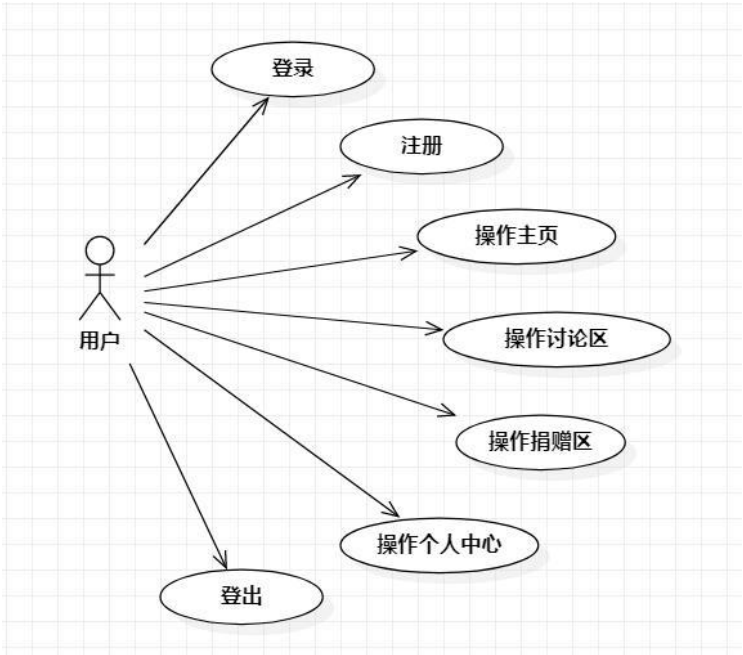 登录
注册
操作主页
操作讨论区
用户
操作捐赠区
操作个人中心
登出